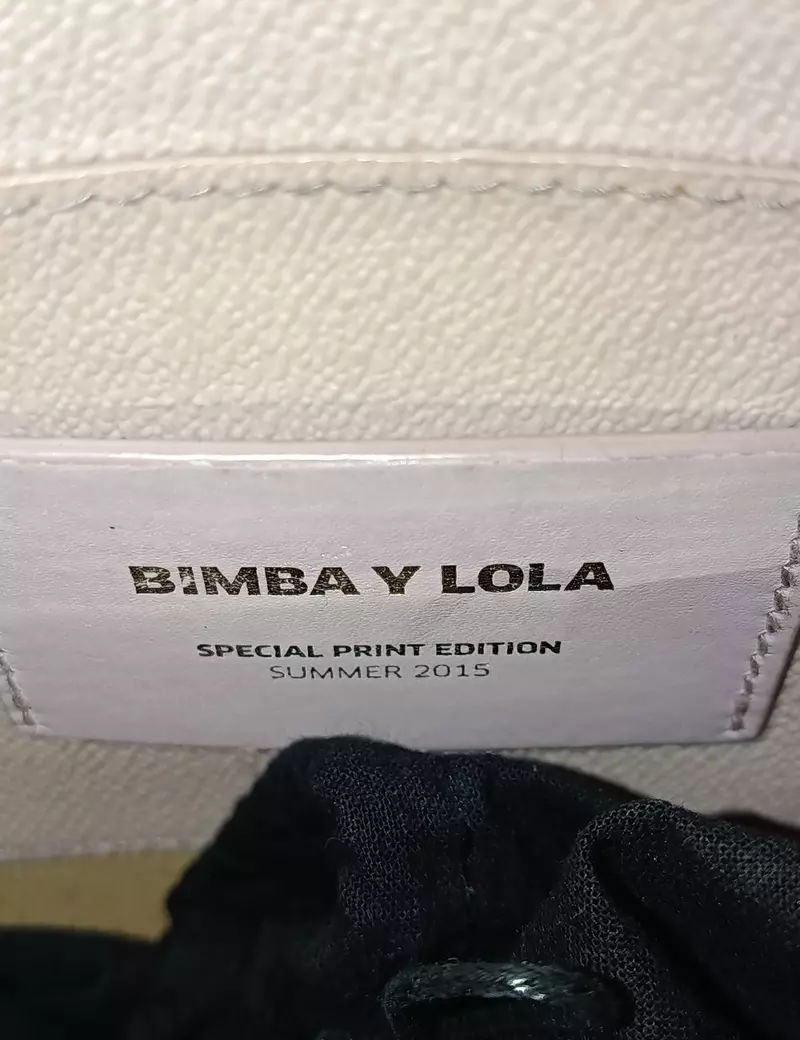 BIMBA Y LOLA
SPECIAL PRINT EDITION
SUMMER 2015